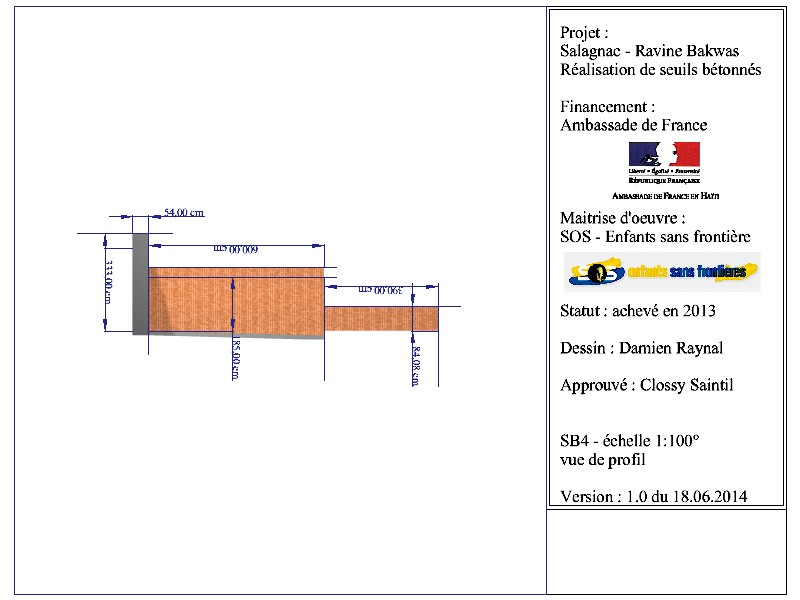 54.00 cm
600.00 cm
333.00 cm
390.00 cm
185.00 cm
84.08 cm
Projet :
Salagnac - Ravine Bakwas
Réalisation de seuils bétonnés
Financement :
Ambassade de France
Liberté • Égalité • Fraternité
RÉPUBLIQUE FRANÇAISE
AMBASSADE DE FRANCE EN HAÏTI
Maitrise d'oeuvre :
SOS - Enfants sans frontière
SOS enfants sans frontières
Statut : achevé en 2013
Dessin : Damien Raynal
Approuvé : Clossy Saintil
SB4 - échelle 1:100°
vue de profil
Version : 1.0 du 18.06.2014